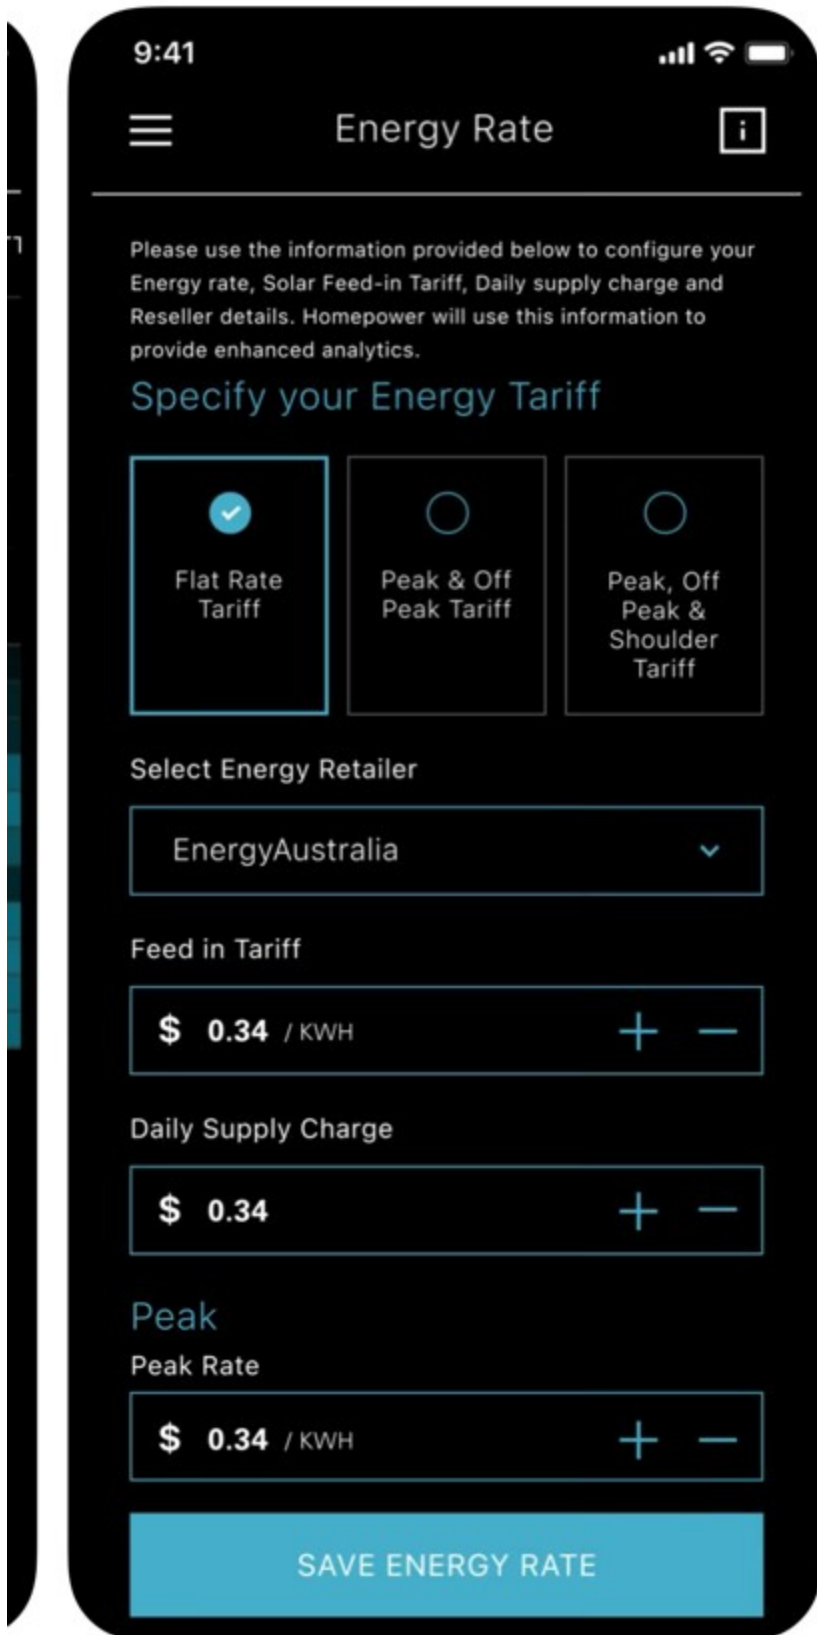 9:41
Energy Rate
i
Please use the information provided below to configure your
Energy rate, Solar Feed-in Tariff, Daily supply charge and
Reseller details. Homepower will use this information to
provide enhanced analytics.
Specify your Energy Tariff
Flat Rate
Tariff
Peak & Off
Peak Tariff
Peak, Off
Peak &
Shoulder
Tariff
Select Energy Retailer
EnergyAustralia
Feed in Tariff
$ 0.34 / KWH
Daily Supply Charge
$ 0.34
Peak
Peak Rate
$ 0.34 / KWH
SAVE ENERGY RATE